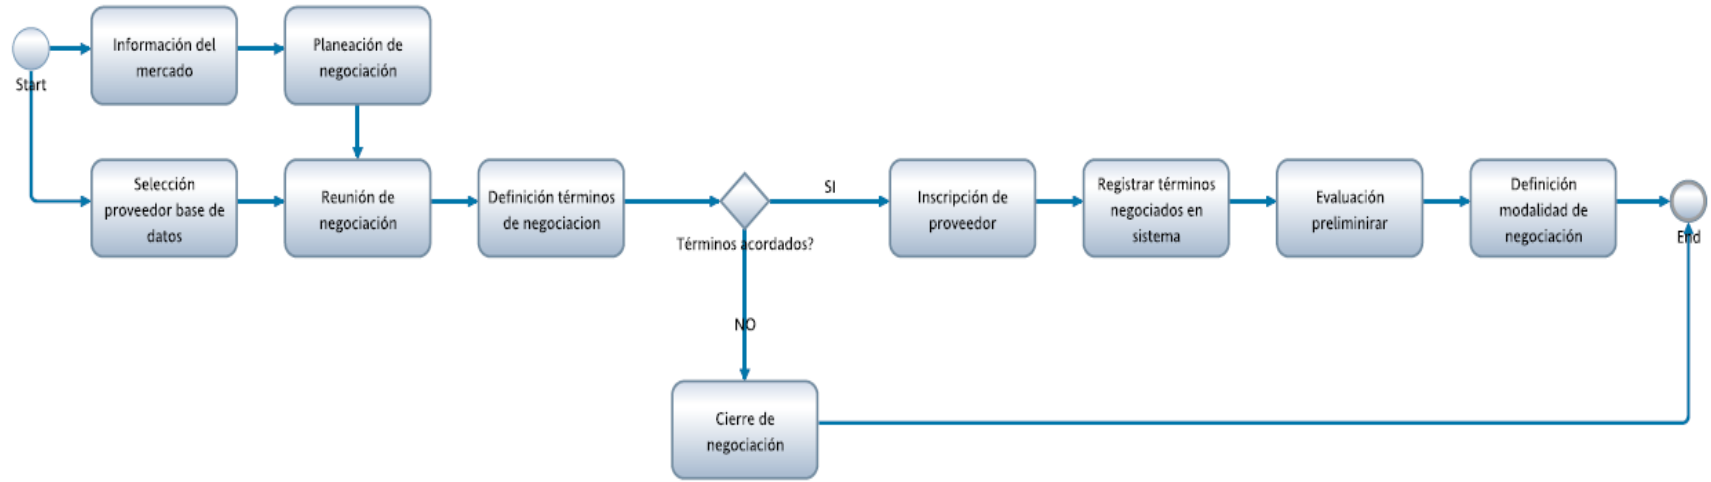 Start
Información del
mercado
Planeación de
negociación
Selección
proveedor base de
datos
Reunión de
negociación
Definición términos
de negociacion
Términos acordados?
SI
NO
Inscripción de
proveedor
Registrar términos
negociados en
sistema
Evaluación
preliminirar
Definición
modalidad de
negociación
End
Cierre de
negociación